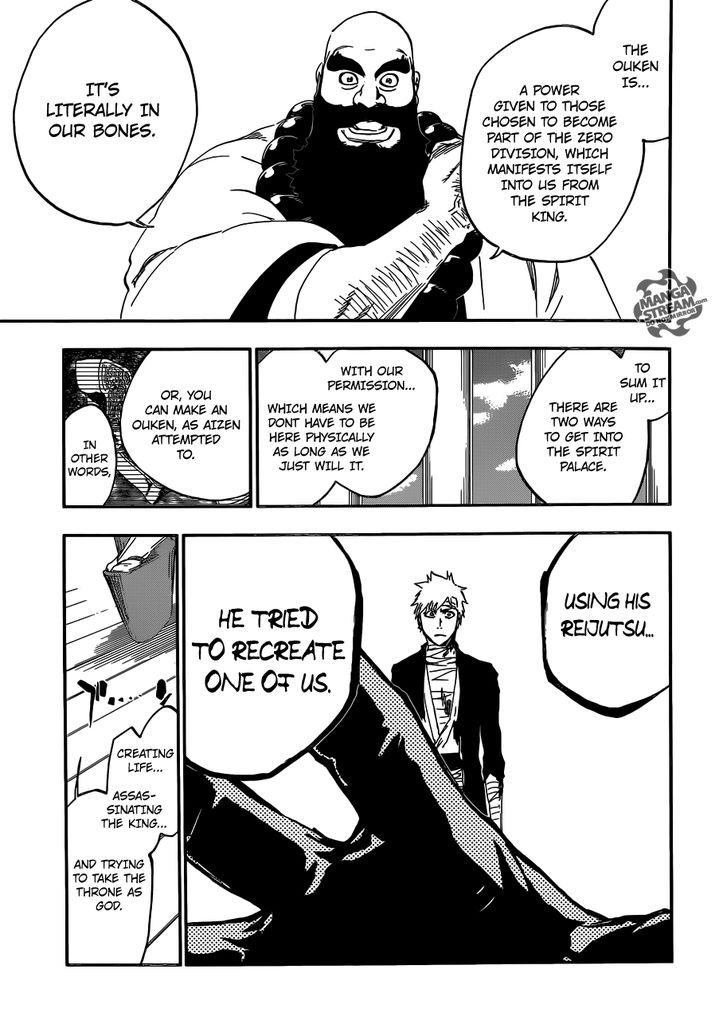 THE
OUKEN
IS...
A POWER
GIVEN TO THOSE
CHOSEN TO BECOME
PART OF THE ZERO
DIVISION, WHICH
MANIFESTS ITSELF
INTO US FROM
THE SPIRIT
KING.
IT'S
LITERALLY IN
OUR BONES.
MANGA
STREAM.com
DO NOT MIRROR
TO
SUM IT
UP...
THERE ARE
TWO WAYS
TO GET INTO
THE SPIRIT
PALACE.
WITH OUR
PERMISSION...
WHICH MEANS WE
DONT HAVE TO BE
HERE PHYSICALLY
AS LONG AS WE
JUST WILL IT.
OR, YOU
CAN MAKE AN
OUKEN, AS AIZEN
ATTEMPTED
TO.
IN
OTHER
WORDS,
USING HIS
REIJUTSU...
HE TRIED
TO RECREATE
ONE OF US.
CREATING
LIFE...
ASSAS-
SINATING
THE KING...
AND TRYING
TO TAKE THE
THRONE AS
GOD.